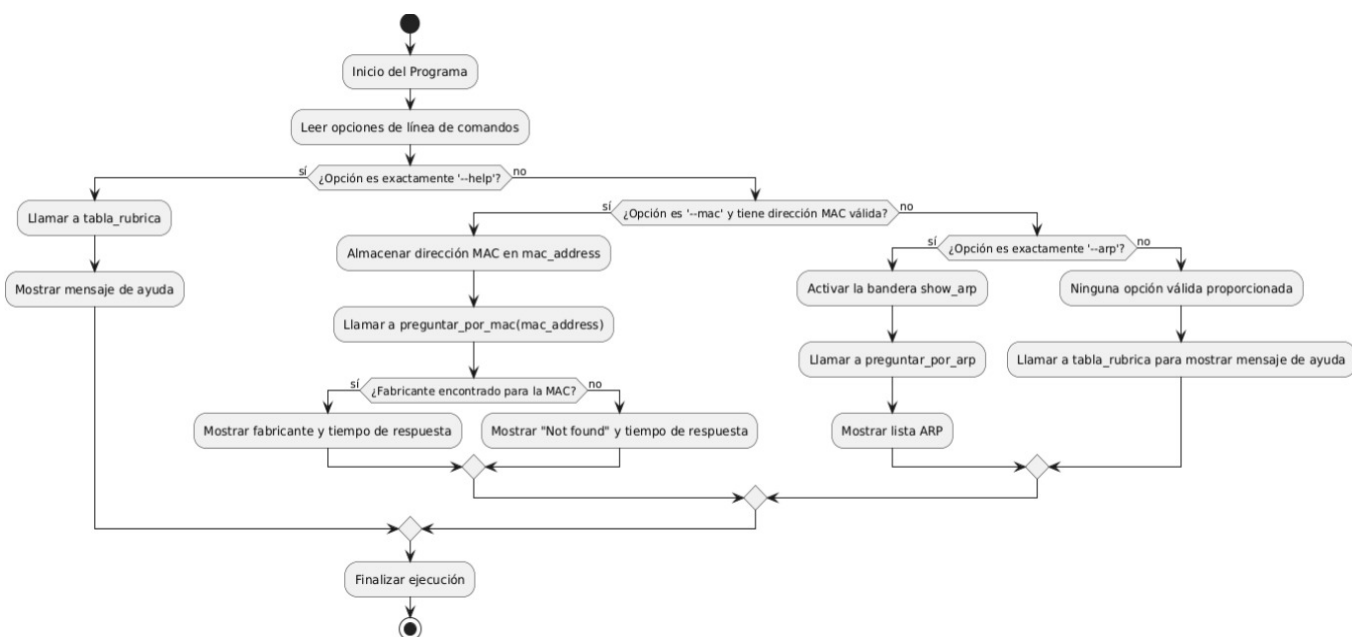 Inicio del Programa
Leer opciones de línea de comandos
sí
¿Opción es exactamente '--help'?
no
Llamar a tabla_rubrica
Mostrar mensaje de ayuda
sí
¿Opción es '--mac' y tiene dirección MAC válida?
no
Almacenar dirección MAC en mac_address
Llamar a preguntar_por_mac(mac_address)
sí
¿Fabricante encontrado para la MAC?
no
Mostrar fabricante y tiempo de respuesta
Mostrar "Not found" y tiempo de respuesta
sí
¿Opción es exactamente '--arp'?
no
Activar la bandera show_arp
Llamar a preguntar_por_arp
Mostrar lista ARP
Ninguna opción válida proporcionada
Llamar a tabla_rubrica para mostrar mensaje de ayuda
Finalizar ejecución